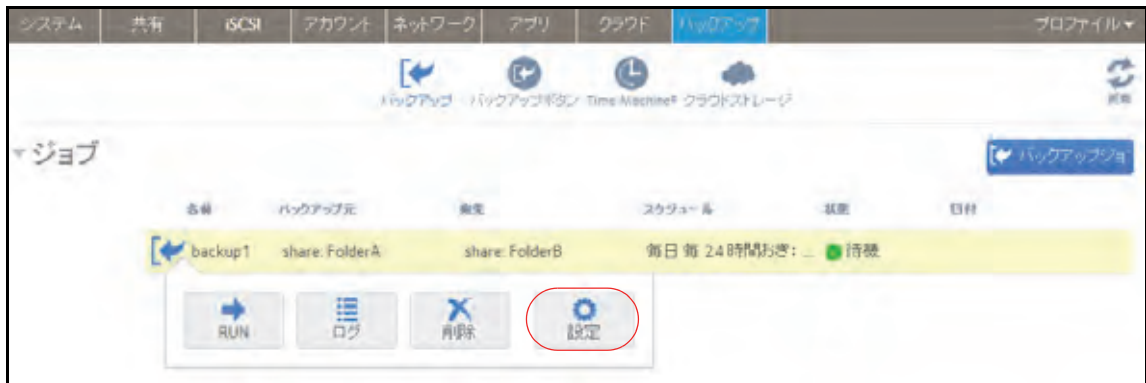 システム 共有 iSCSI アカウント ネットワーク アプリ クラウド バックアップ プロファイル
バックアップ バックアップボタン Time Machine® クラウドストレージ
▾ジョブ バックアップジョ
名前 バックアップ元 宛先 スケジュール 状態 日付
backup1 share: FolderA share: FolderB 毎日 毎 24時間おき: ... 待機
RUN ログ 削除 設定